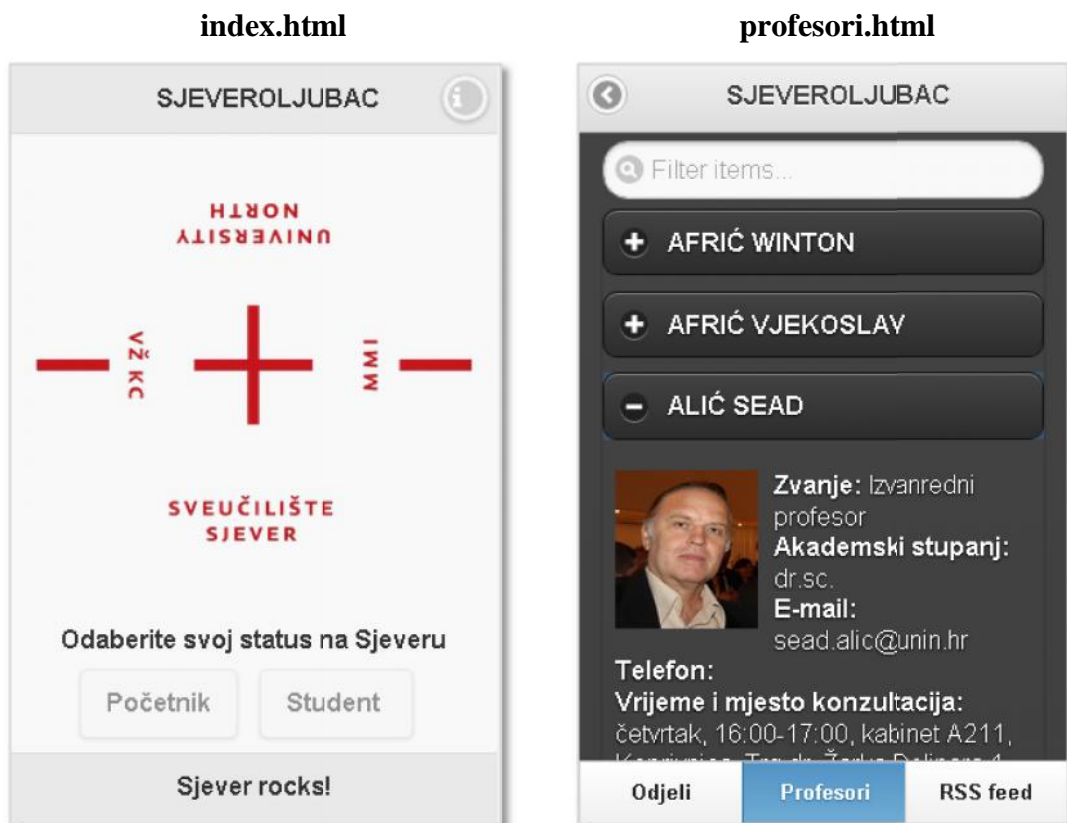 index.html
SJEVEROLJUBAC
NORTH
UNIVERSITY
VŽ KC
MMI
SVEUČILIŠTE
SJEVER
Odaberite svoj status na Sjeveru
Početnik Student
Sjever rocks!
profesori.html
SJEVEROLJUBAC
Filter items...
AFRIĆ WINTON
AFRIĆ VJEKOSLAV
ALIĆ SEAD
Zvanje: Izvanredni
profesor
Akademski stupanj:
dr.sc.
E-mail:
sead.alic@unin.hr
Telefon:
Vrijeme i mjesto konzultacija:
četvrtak, 16:00-17:00, kabinet A211,
Odjeli Profesori RSS feed